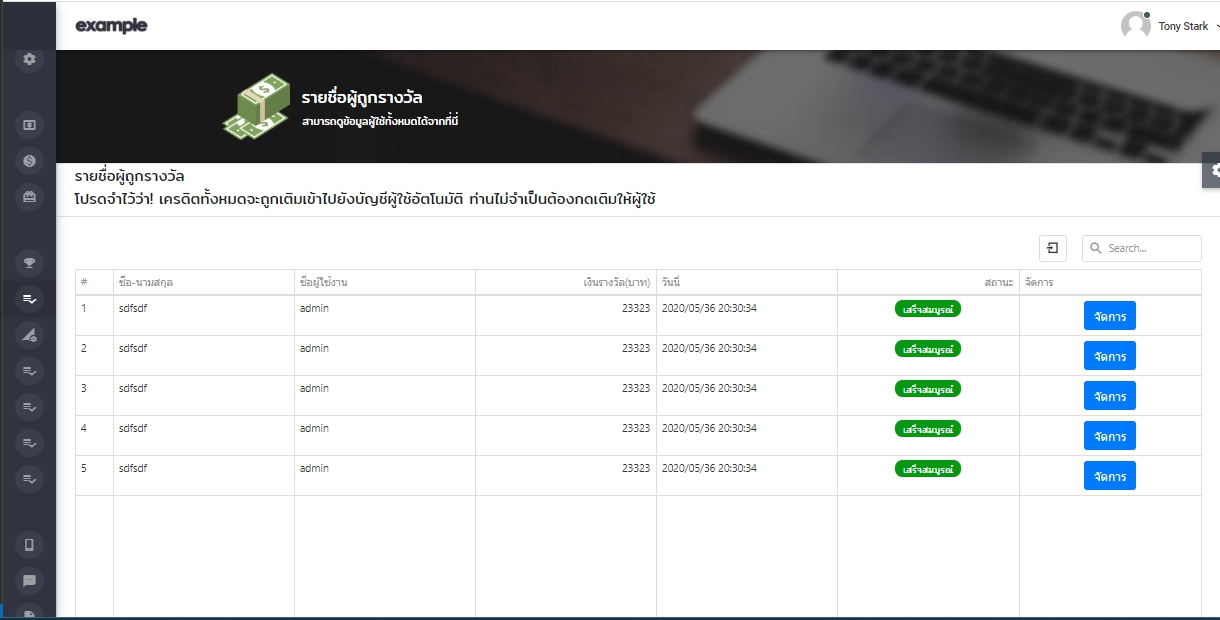 example
Tony Stark
รายชื่อผู้ถูกรางวัล
สามารถดูข้อมูลผู้ใช้ทั้งหมดได้จากที่นี่
รายชื่อผู้ถูกรางวัล
โปรดจำไว้ว่า! เครดิตทั้งหมดจะถูกเติมเข้าไปยังบัญชีผู้ใช้อัตโนมัติ ท่านไม่จำเป็นต้องกดเติมให้ผู้ใช้
Search...
# ชื่อ-นามสกุล ชื่อผู้ใช้งาน เงินรางวัล(บาท) วันที่ สถานะ จัดการ
1 sdfsdf admin 23323 2020/05/36 20:30:34 เสร็จสมบูรณ์ จัดการ
2 sdfsdf admin 23323 2020/05/36 20:30:34 เสร็จสมบูรณ์ จัดการ
3 sdfsdf admin 23323 2020/05/36 20:30:34 เสร็จสมบูรณ์ จัดการ
4 sdfsdf admin 23323 2020/05/36 20:30:34 เสร็จสมบูรณ์ จัดการ
5 sdfsdf admin 23323 2020/05/36 20:30:34 เสร็จสมบูรณ์ จัดการ